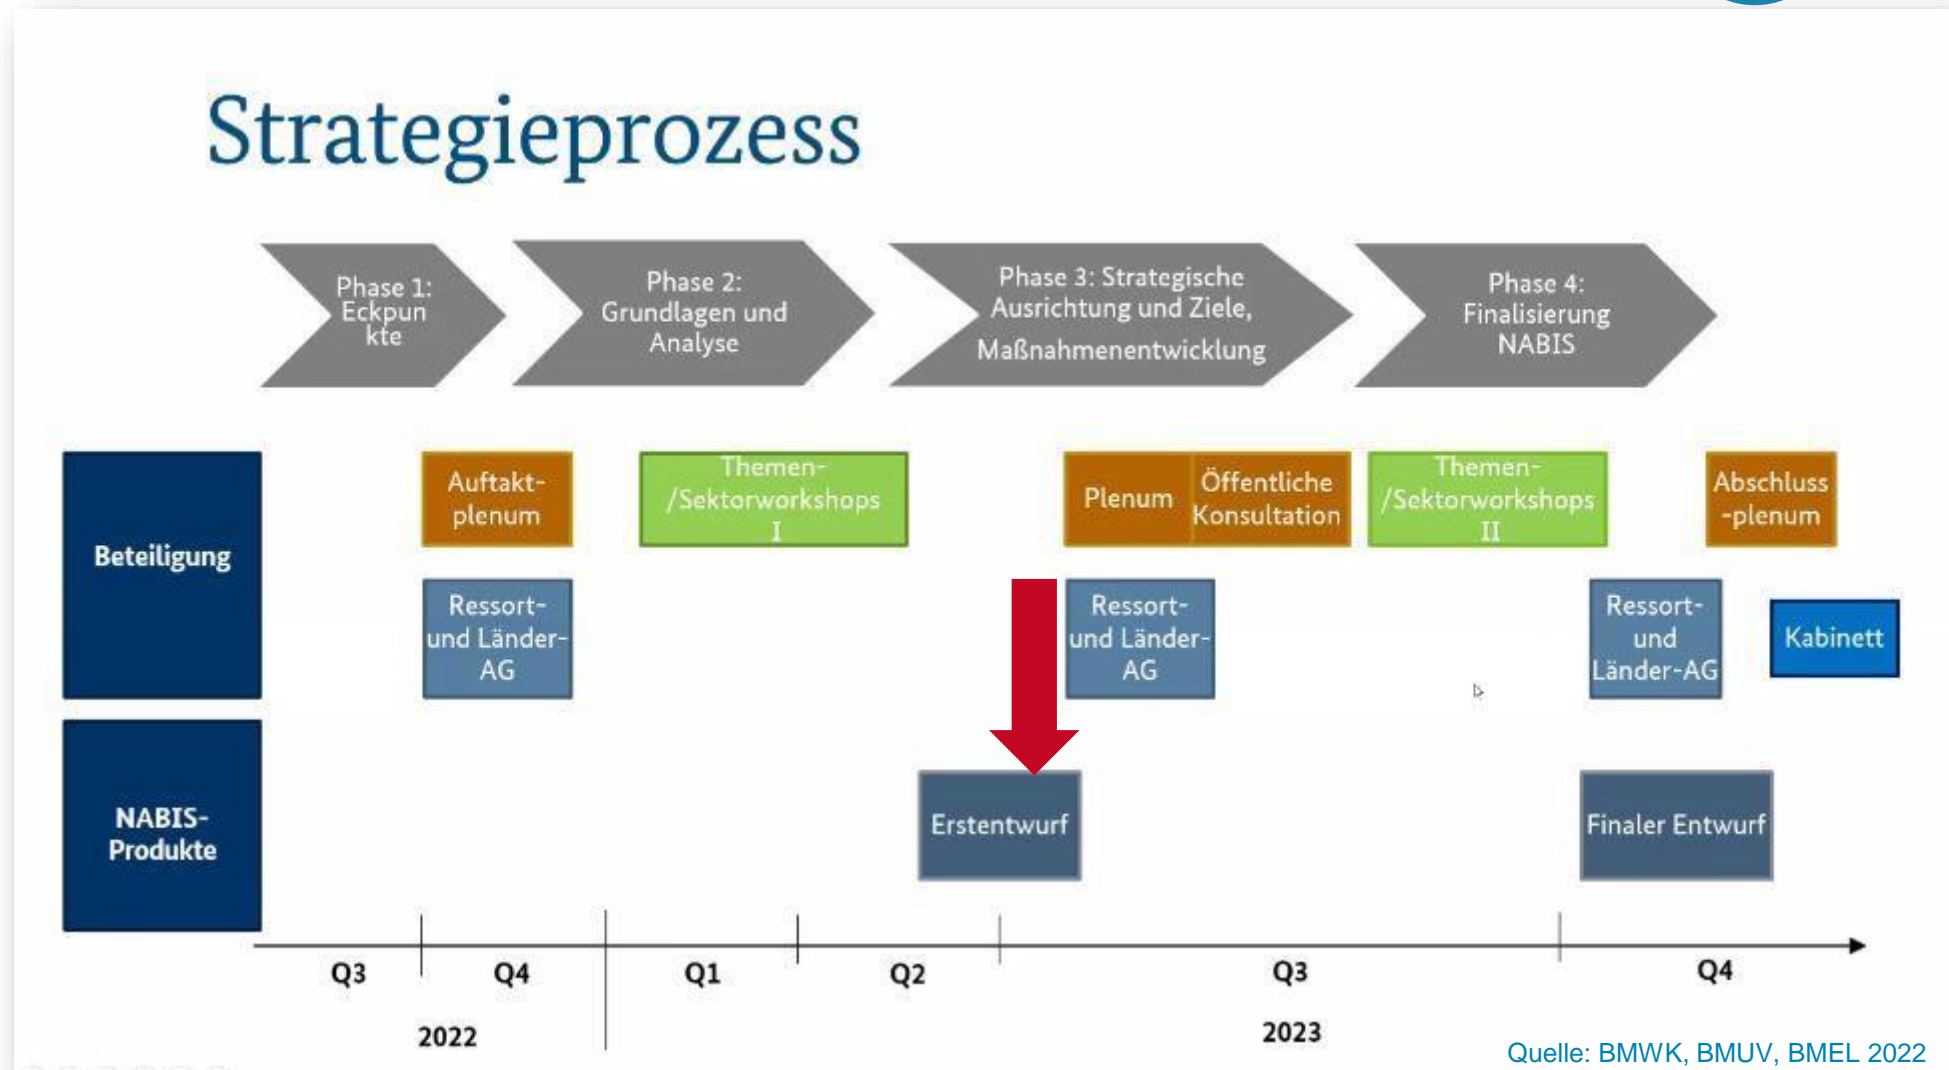 Strategieprozess
Phase 1:
Eckpun
kte
Phase 2:
Grundlagen und
Analyse
Phase 3: Strategische
Ausrichtung und Ziele,
Maßnahmenentwicklung
Phase 4:
Finalisierung
NABIS
Beteiligung
Auftakt-
plenum
Themen-
/Sektorworkshops
I
Plenum
Öffentliche
Konsultation
Themen-
/Sektorworkshops
II
Abschluss
-plenum
Ressort-
und Länder-
AG
Ressort-
und Länder-
AG
Ressort-
und
Länder-AG
Kabinett
NABIS-
Produkte
Erstentwurf
Finaler Entwurf
Q3
Q4
Q1
Q2
Q3
Q4
2022
2023
Quelle: BMWK, BMUV, BMEL 2022